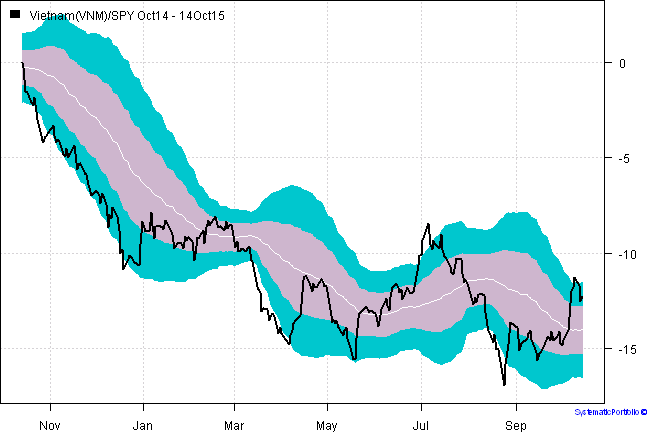 Vietnam(VNM)/SPY Oct14 - 14Oct15
0
-5
-10
-15
Nov Jan Mar May Jul Sep
SystematicPortfolio ©